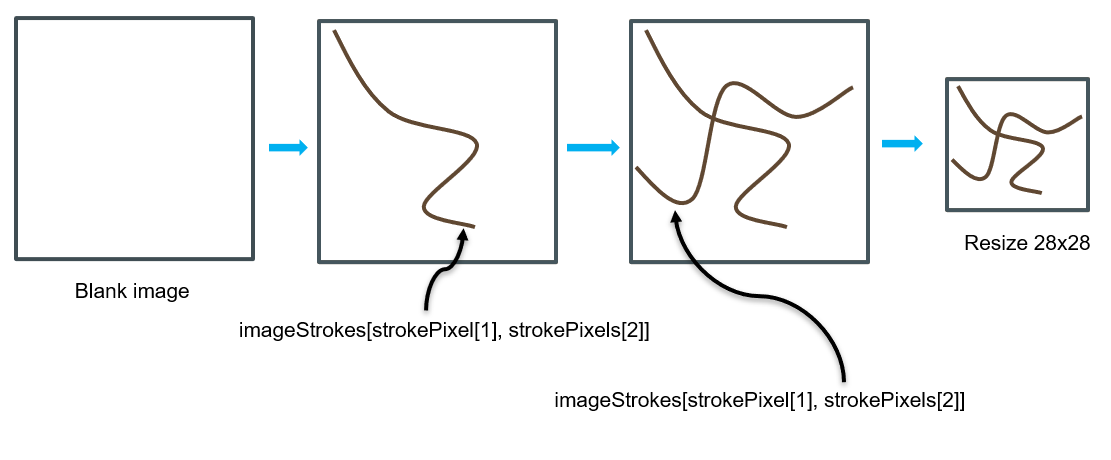 Blank image
imageStrokes[strokePixel[1], strokePixels[2]]
imageStrokes[strokePixel[1], strokePixels[2]]
Resize 28x28